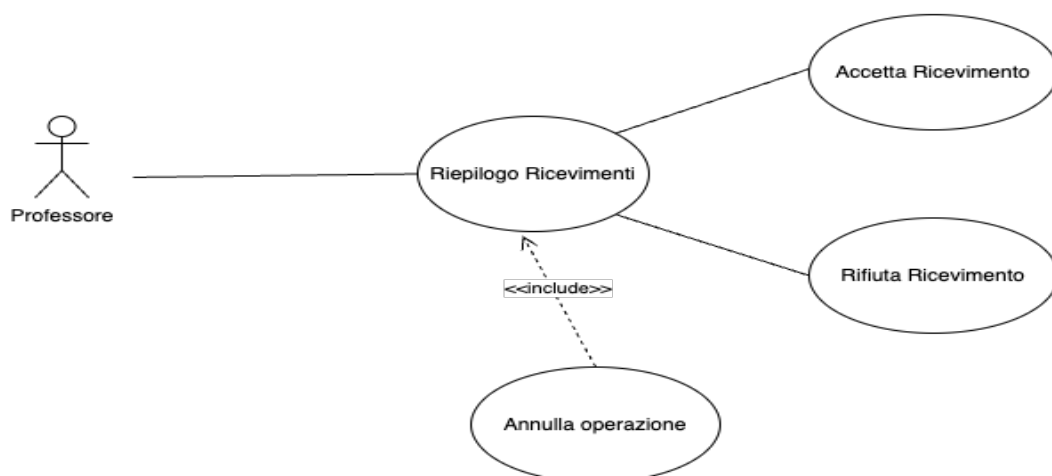 Accetta Ricevimento
Riepilogo Ricevimenti
Professore
Rifiuta Ricevimento
<<include>>
Annulla operazione